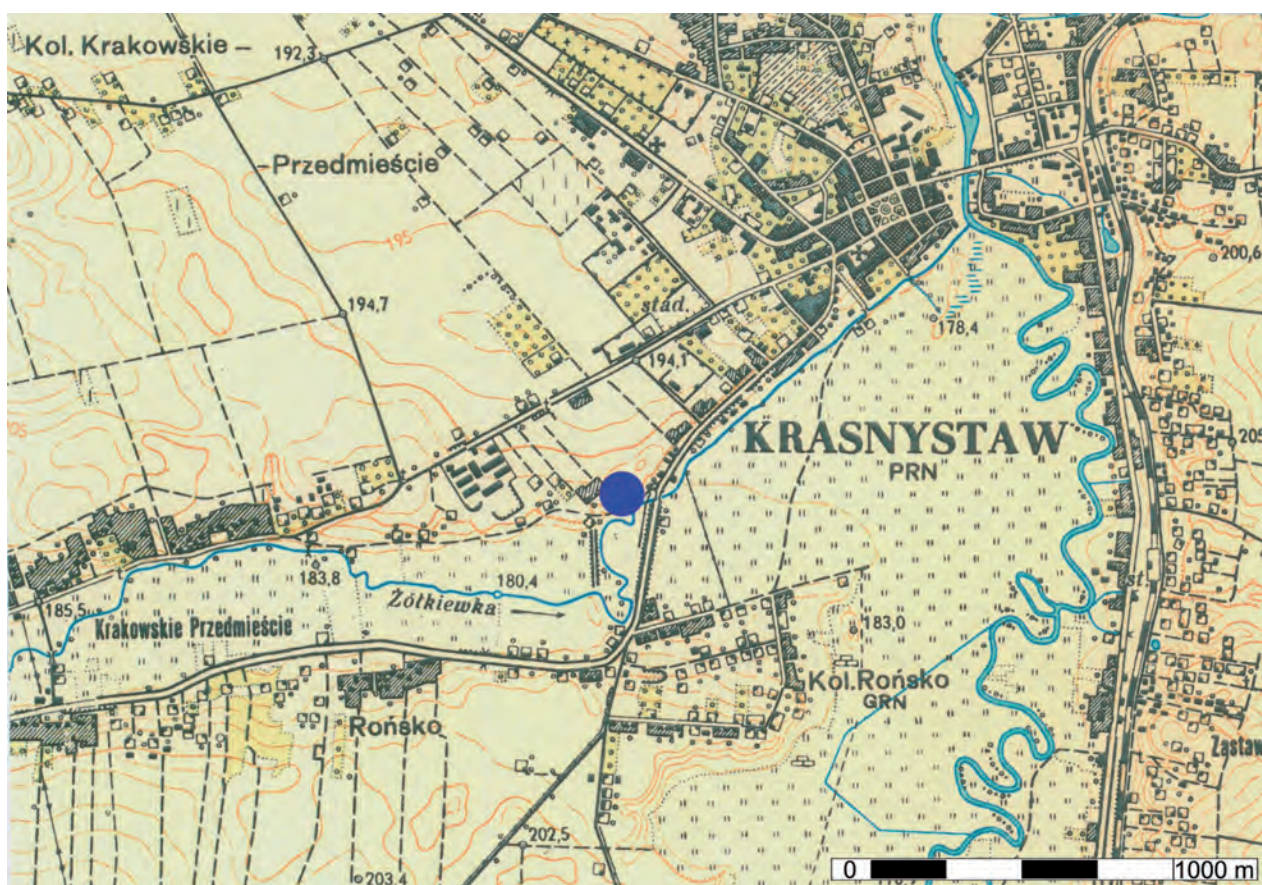 Kol. Krakowskie –
192,3
– Przedmieście
195
194,7
stad.
194,1
178,4
200,6
KRASNYSTAW
PRN
205
183,8
180,4
Żółkiewka
185,5
Krakowskie Przedmieście
st.
183,0
Kol. Rońsko
GRN
Rońsko
Zastaw
202,5
203,4
0
1000 m